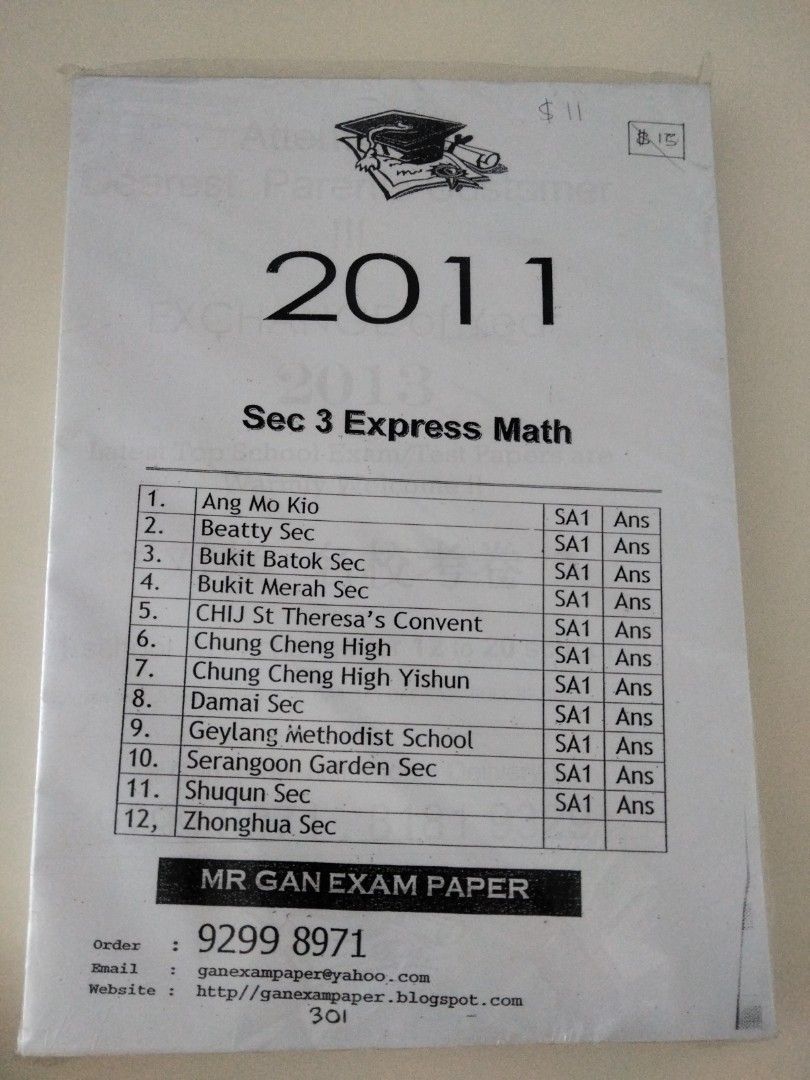 $ 11
$ 15
2011
Sec 3 Express Math
1. Ang Mo Kio SA1 Ans
2. Beatty Sec SA1 Ans
3. Bukit Batok Sec SA1 Ans
4. Bukit Merah Sec SA1 Ans
5. CHIJ St Theresa's Convent SA1 Ans
6. Chung Cheng High SA1 Ans
7. Chung Cheng High Yishun SA1 Ans
8. Damai Sec SA1 Ans
9. Geylang Methodist School SA1 Ans
10. Serangoon Garden Sec SA1 Ans
11. Shuqun Sec SA1 Ans
12, Zhonghua Sec
MR GAN EXAM PAPER
Order : 9299 8971
Email : ganexampaper@yahoo.com
Website : http//ganexampaper.blogspot.com
301